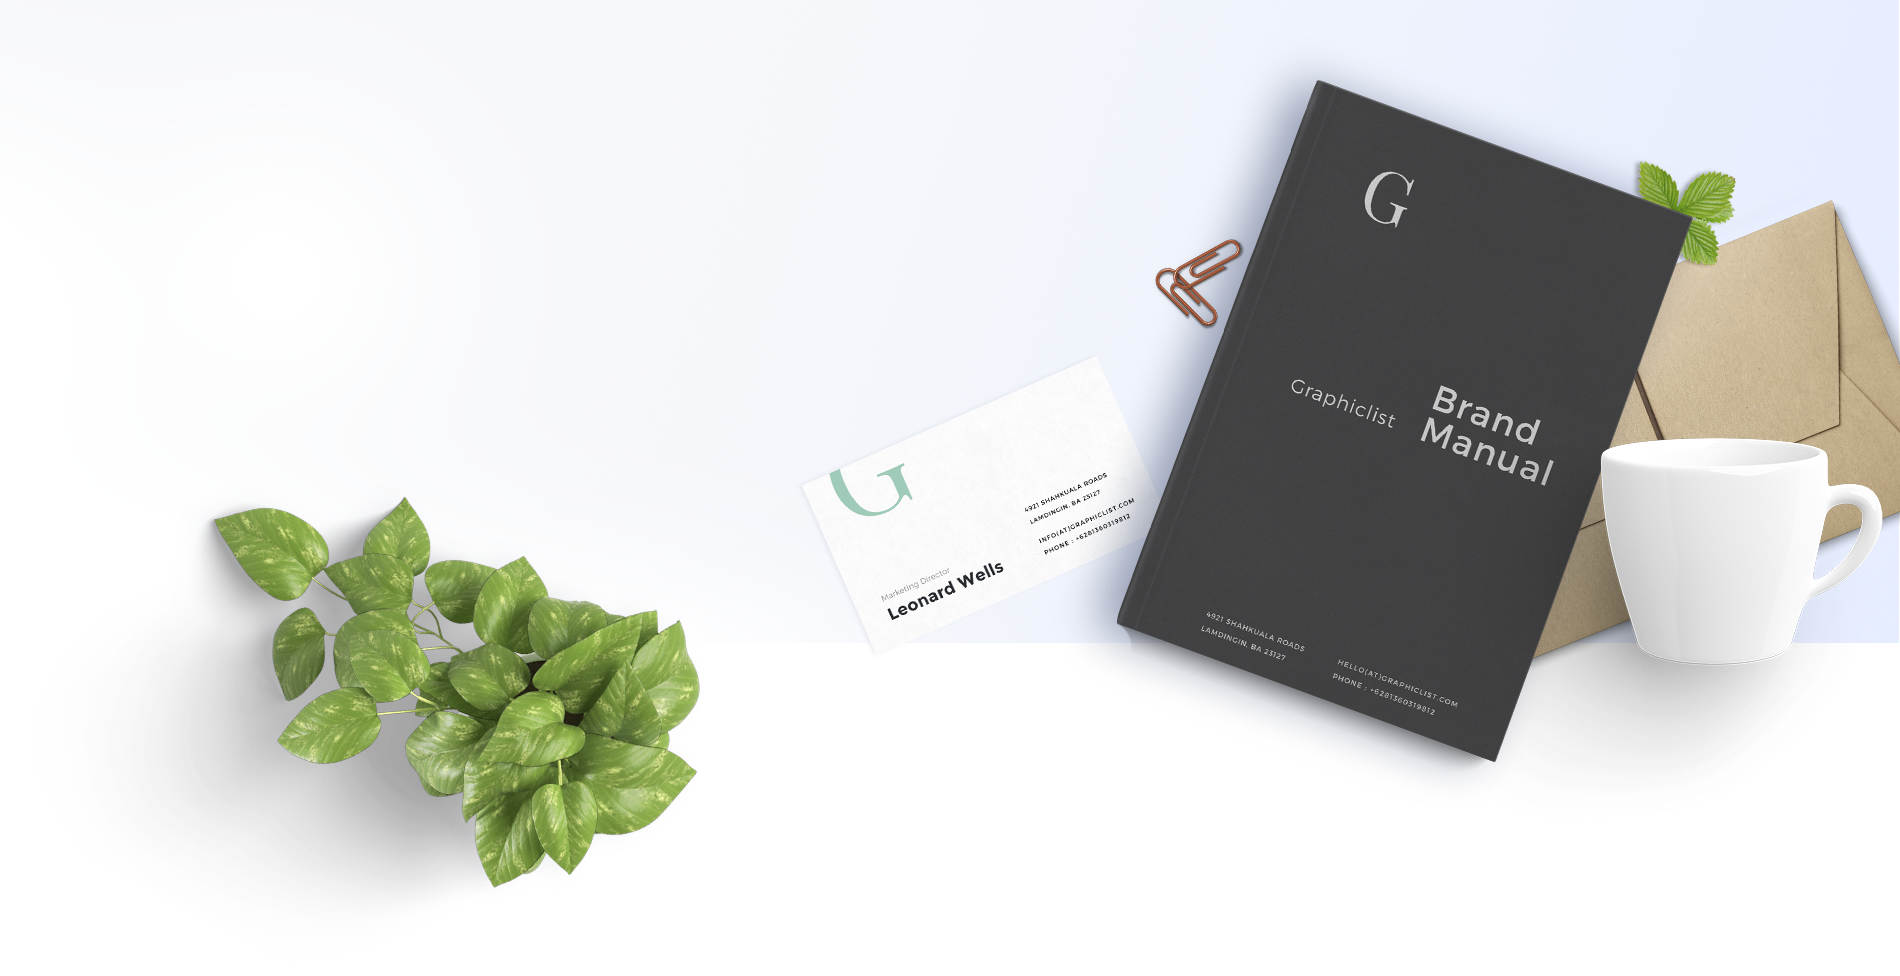 G
Graphiclist
Brand
Manual
4921 SHAHKUALA ROADS
LAMDINGIN, BA 23127
HELLO(AT)GRAPHICLIST.COM
PHONE : +6281360319812
G
4921 SHAHKUALA ROADS
LAMDINGIN, BA 23127
INFO(AT)GRAPHICLIST.COM
PHONE : +6281360319812
Marketing Director
Leonard Wells